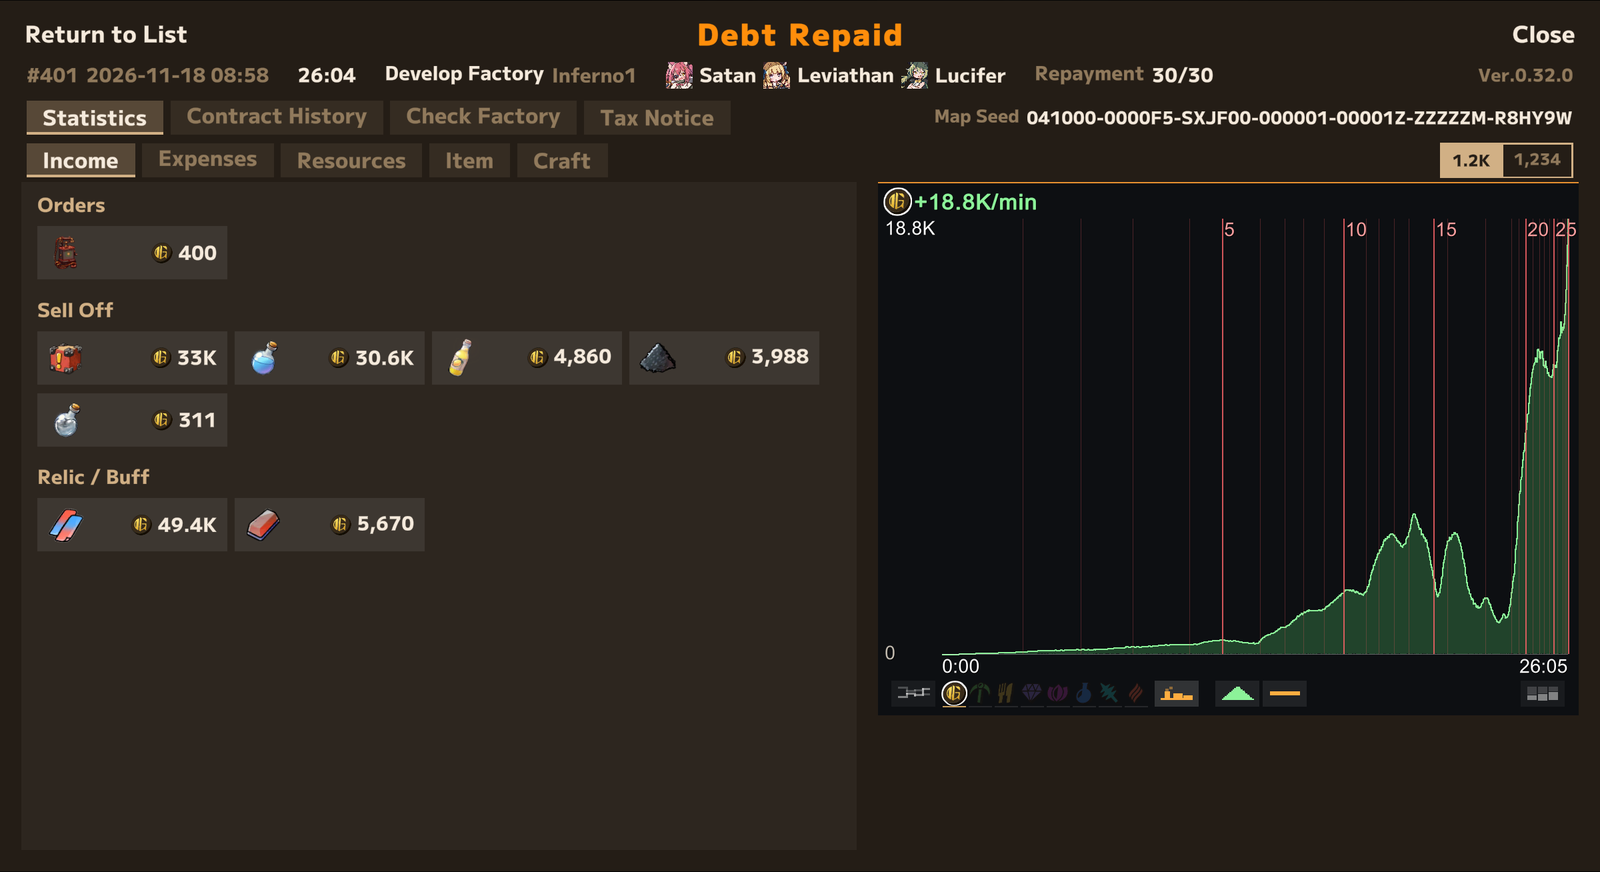 Return to List Debt Repaid Close
#401 2026-11-18 08:58 26:04 Develop Factory Inferno1 Satan Leviathan Lucifer Repayment 30/30 Ver.0.32.0
Statistics Contract History Check Factory Tax Notice Map Seed 041000-0000F5-SXJF00-000001-00001Z-ZZZZZM-R8HY9W
Income Expenses Resources Item Craft 1.2K 1,234
Orders
400
Sell Off
33K 30.6K 4,860 3,988
311
Relic / Buff
49.4K 5,670
+18.8K/min
18.8K 5 10 15 20 25
0
0:00 26:05